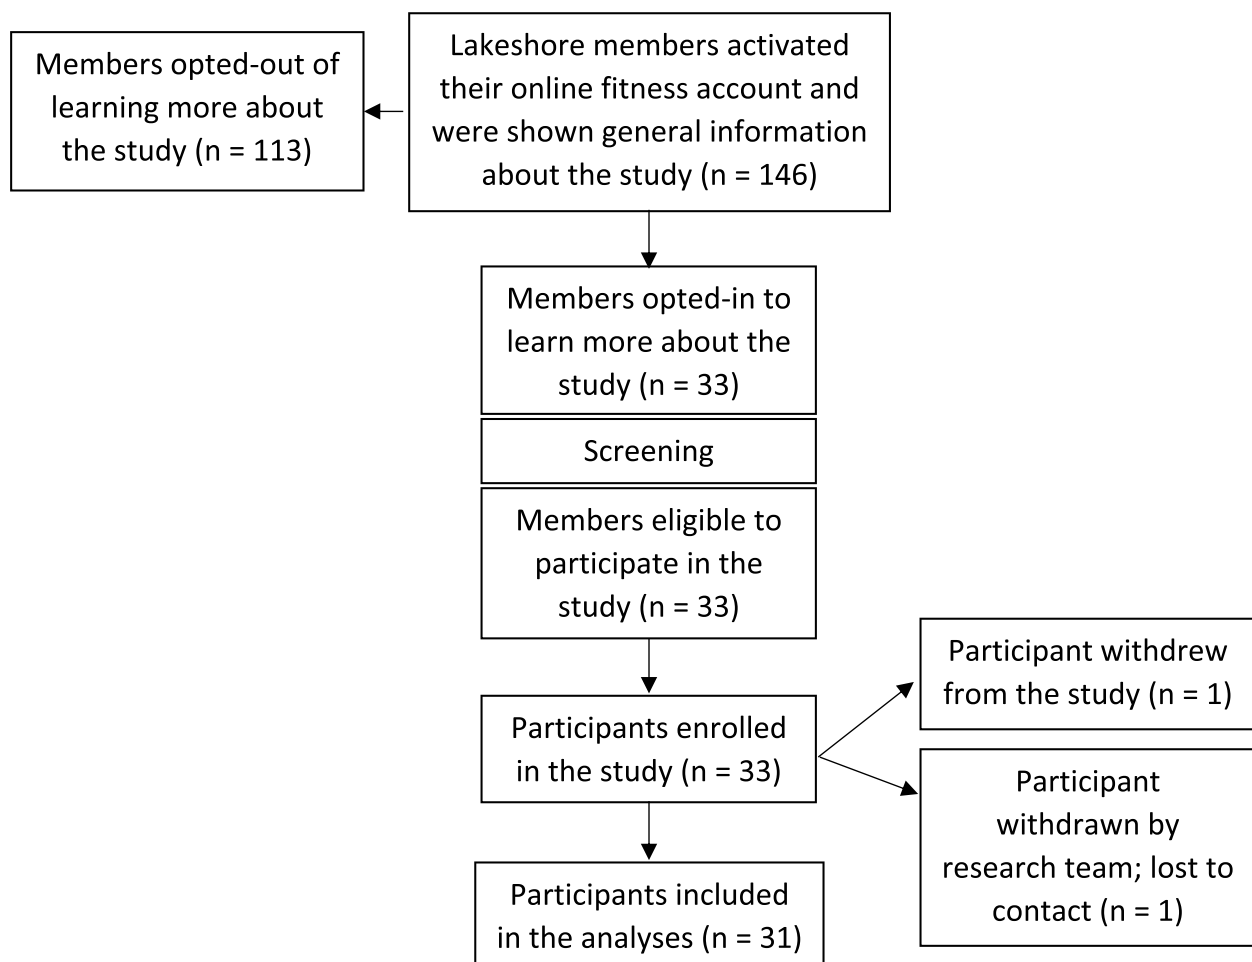 Members opted-out of
learning more about
the study (n = 113)
Lakeshore members activated
their online fitness account and
were shown general information
about the study (n = 146)
Members opted-in to
learn more about the
study (n = 33)
Screening
Members eligible to
participate in the
study (n = 33)
Participants enrolled
in the study (n = 33)
Participant withdrew
from the study (n = 1)
Participant
withdrawn by
research team; lost to
contact (n = 1)
Participants included
in the analyses (n = 31)